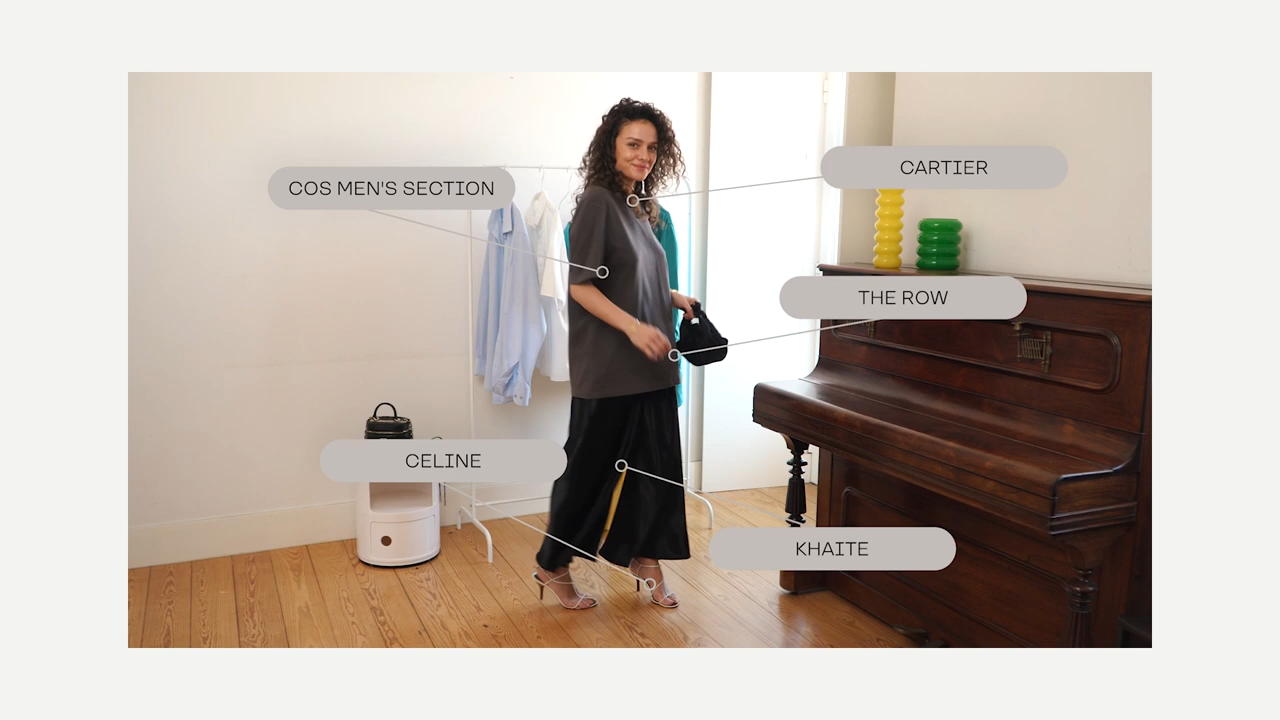 COS MEN'S SECTION
CARTIER
THE ROW
CELINE
KHAITE